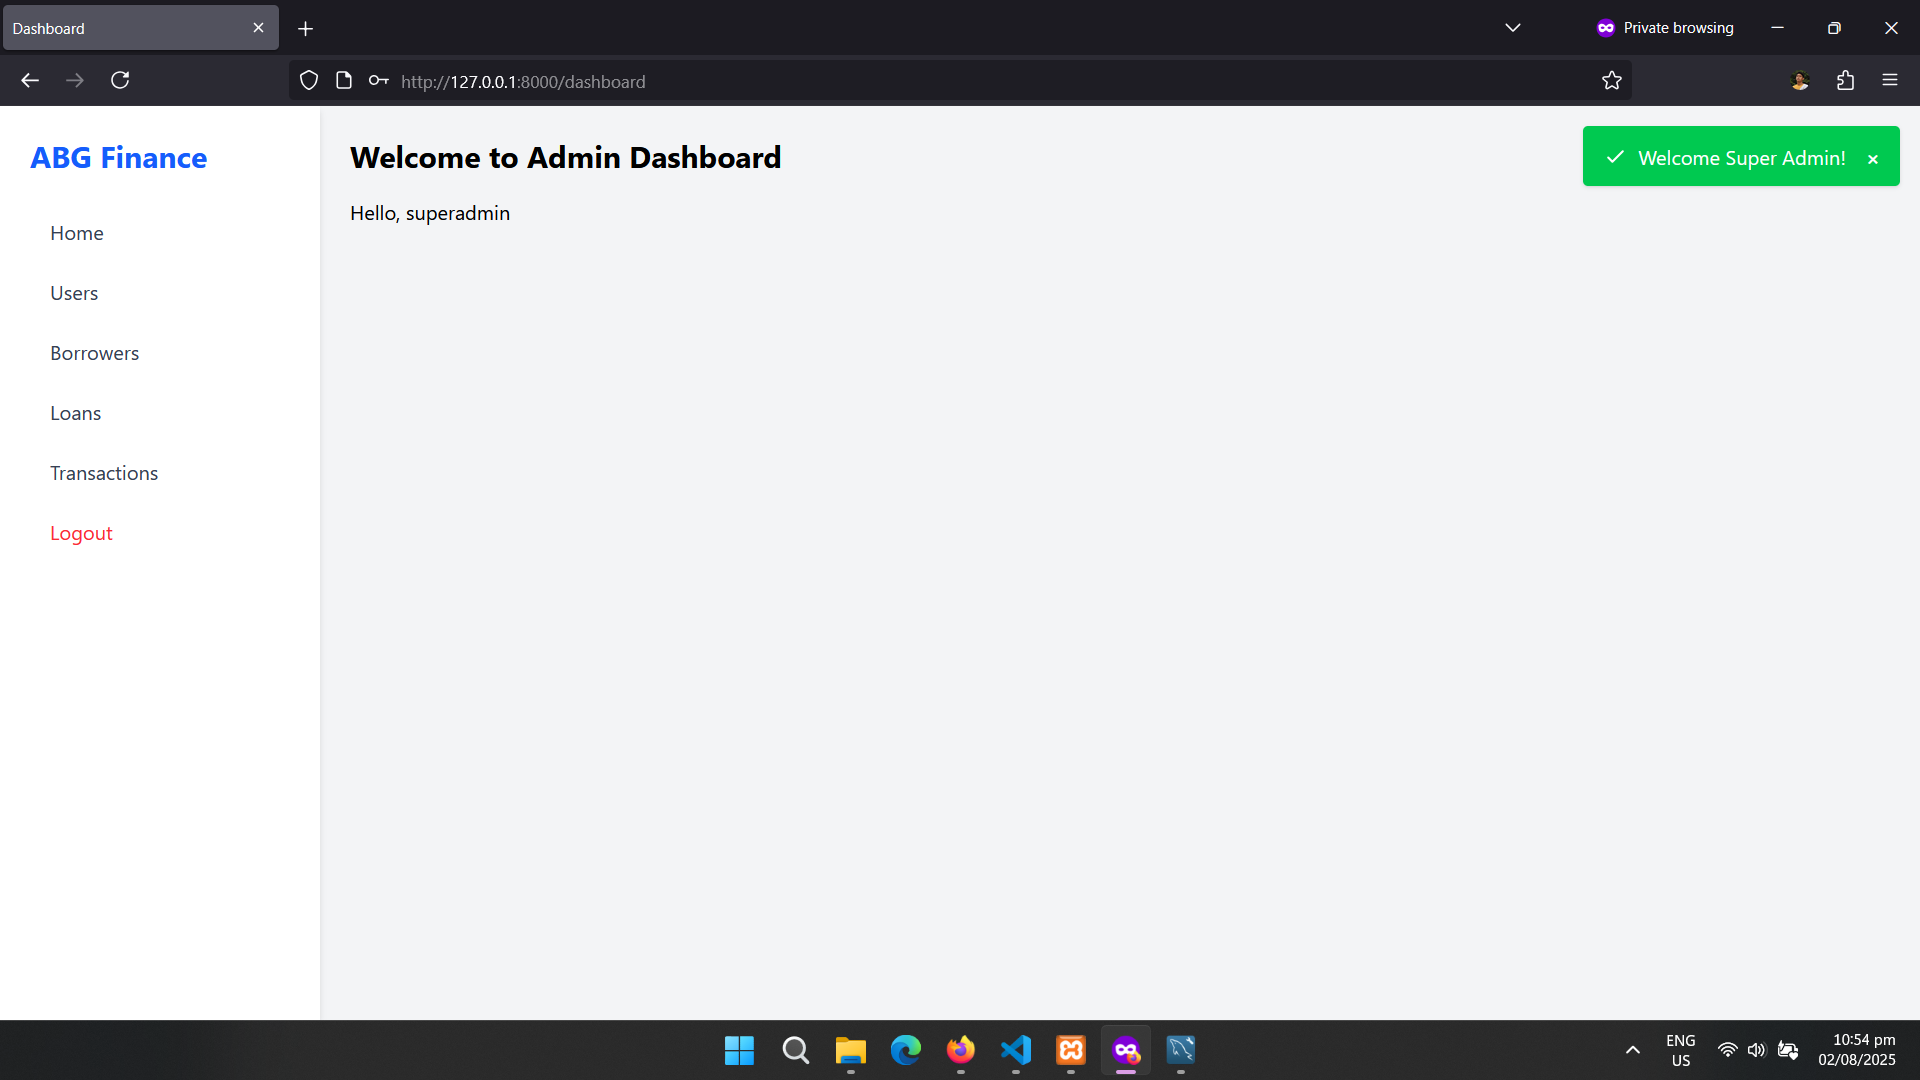 Dashboard
Private browsing
http://127.0.0.1:8000/dashboard
ABG Finance
Home
Users
Borrowers
Loans
Transactions
Logout
Welcome to Admin Dashboard
Hello, superadmin
Welcome Super Admin!
ENG
US
10:54 pm
02/08/2025